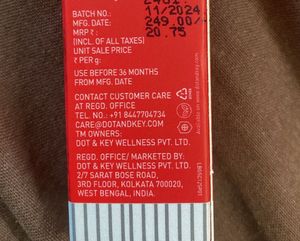 BATCH NO.:
MFG. DATE: 11/2024
MRP ₹ : 249.00/-
[INCL. OF ALL TAXES] 20.75
UNIT SALE PRICE
₹ PER g:
USE BEFORE 36 MONTHS
FROM MFG. DATE
CONTACT CUSTOMER CARE
AT REGD. OFFICE
TEL. NO.: +91 8447704734
CARE@DOTANDKEY.COM
TM OWNERS:
DOT & KEY WELLNESS PVT. LTD.
REGD. OFFICE/ MARKETED BY:
DOT & KEY WELLNESS PVT. LTD.
2/7 SARAT BOSE ROAD,
3RD FLOOR, KOLKATA 700020,
WEST BENGAL, INDIA.